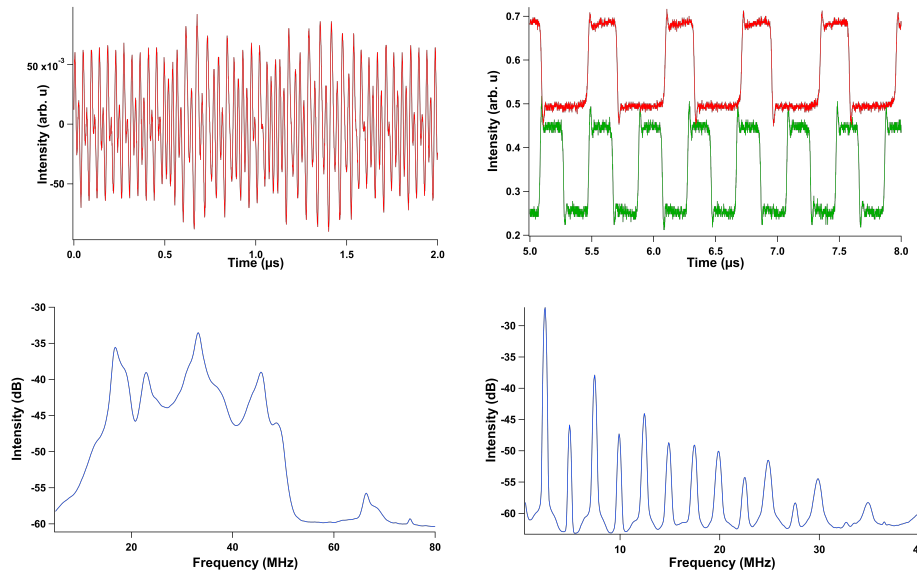 50 x10-3
0
-50
Intensity (arb. u)
0.0 0.5 1.0 1.5 2.0
Time (µs)
0.7
0.6
0.5
0.4
0.3
0.2
Intensity (arb. u)
5.0 5.5 6.0 6.5 7.0 7.5 8.0
Time (µs)
-30
-35
-40
-45
-50
-55
-60
Intensity (dB)
20 40 60 80
Frequency (MHz)
-30
-35
-40
-45
-50
-55
-60
Intensity (dB)
10 20 30
Frequency (MHz)